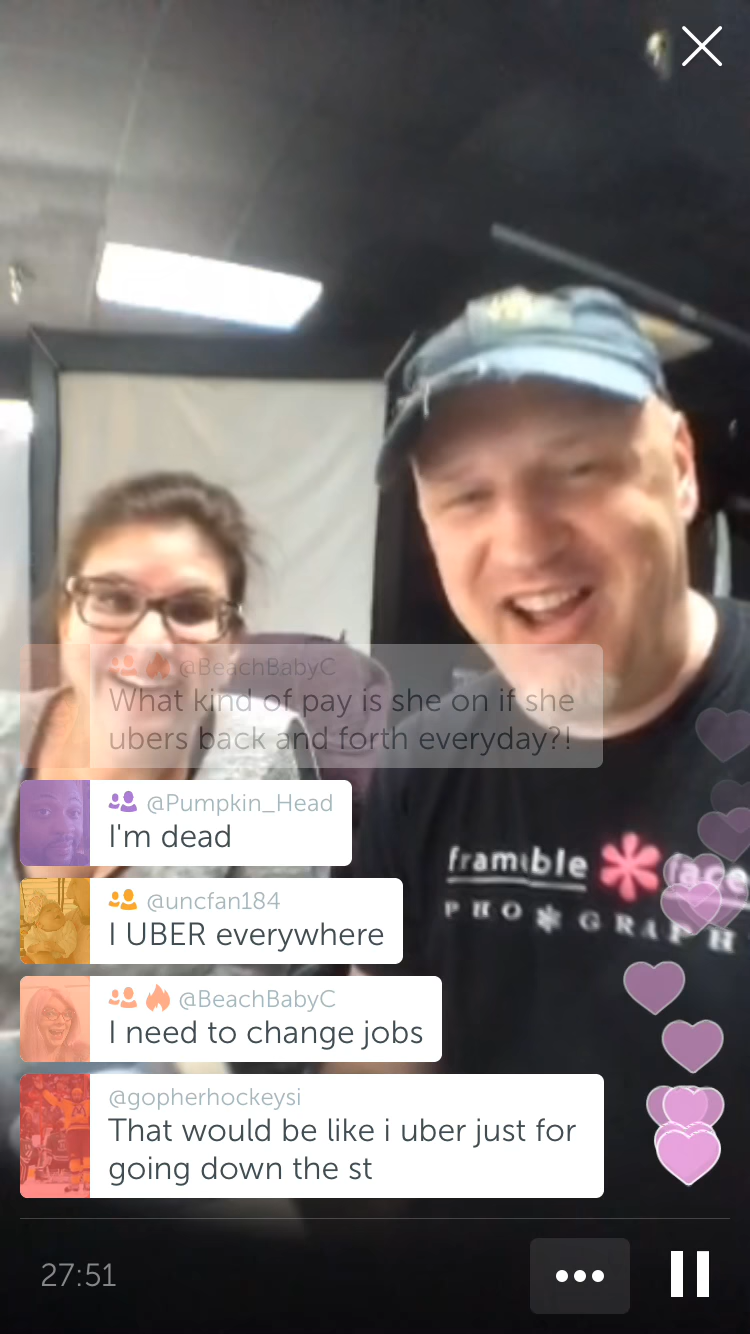 @BeachBabyC
What kind of pay is she on if she
ubers back and forth everyday?!
@Pumpkin_Head
I'm dead
@uncfan184
I UBER everywhere
framible face
PHO GRAPH
@BeachBabyC
I need to change jobs
@gopherhockeysi
That would be like i uber just for
going down the st
27:51